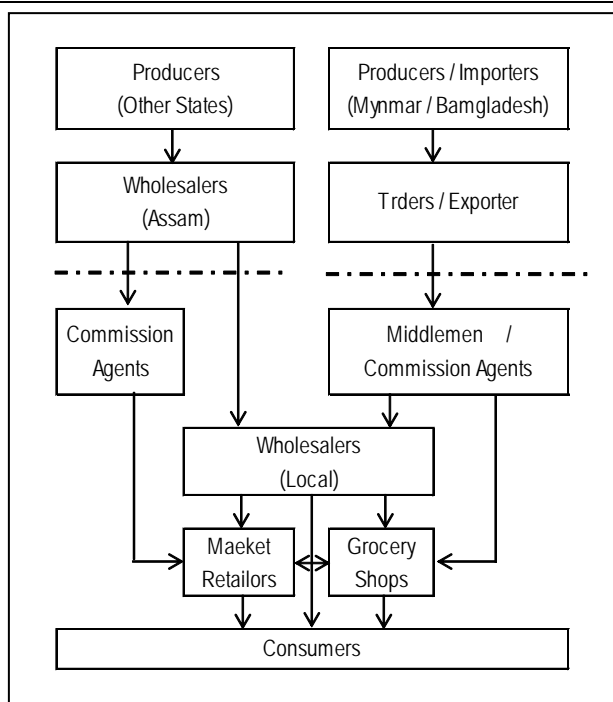 Producers
(Other States)
Producers / Importers
(Mynmar / Bamgladesh)
Wholesalers
(Assam)
Trders / Exporter
Commission
Agents
Middlemen /
Commission Agents
Wholesalers
(Local)
Maeket
Retailors
Grocery
Shops
Consumers